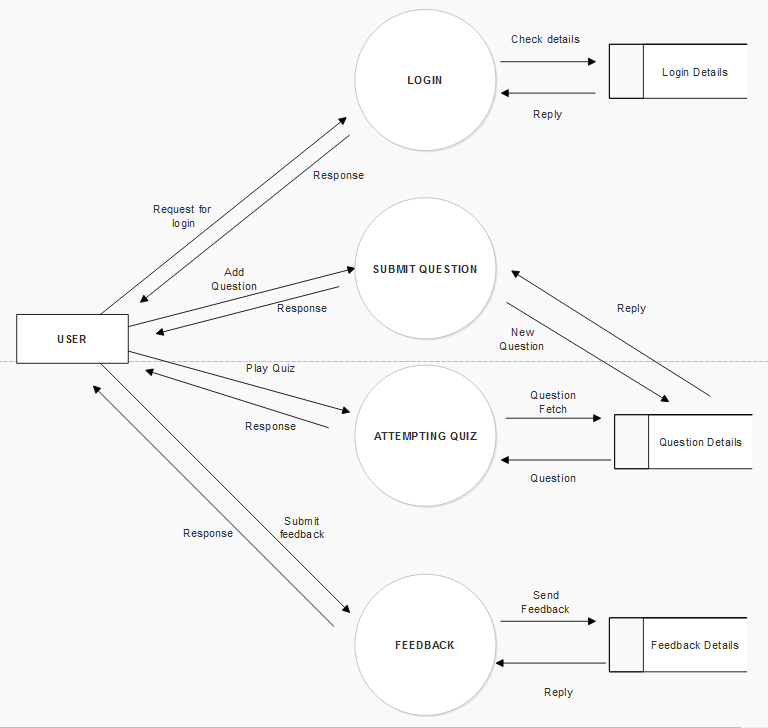 Check details
LOGIN
Login Details
Reply
Response
Request for
login
SUBMIT QUESTION
Add
Question
Response
Reply
New
Question
USER
Play Quiz
Question
Fetch
Response
ATTEMPTING QUIZ
Question Details
Question
Submit
feedback
Response
Send
Feedback
FEEDBACK
Feedback Details
Reply